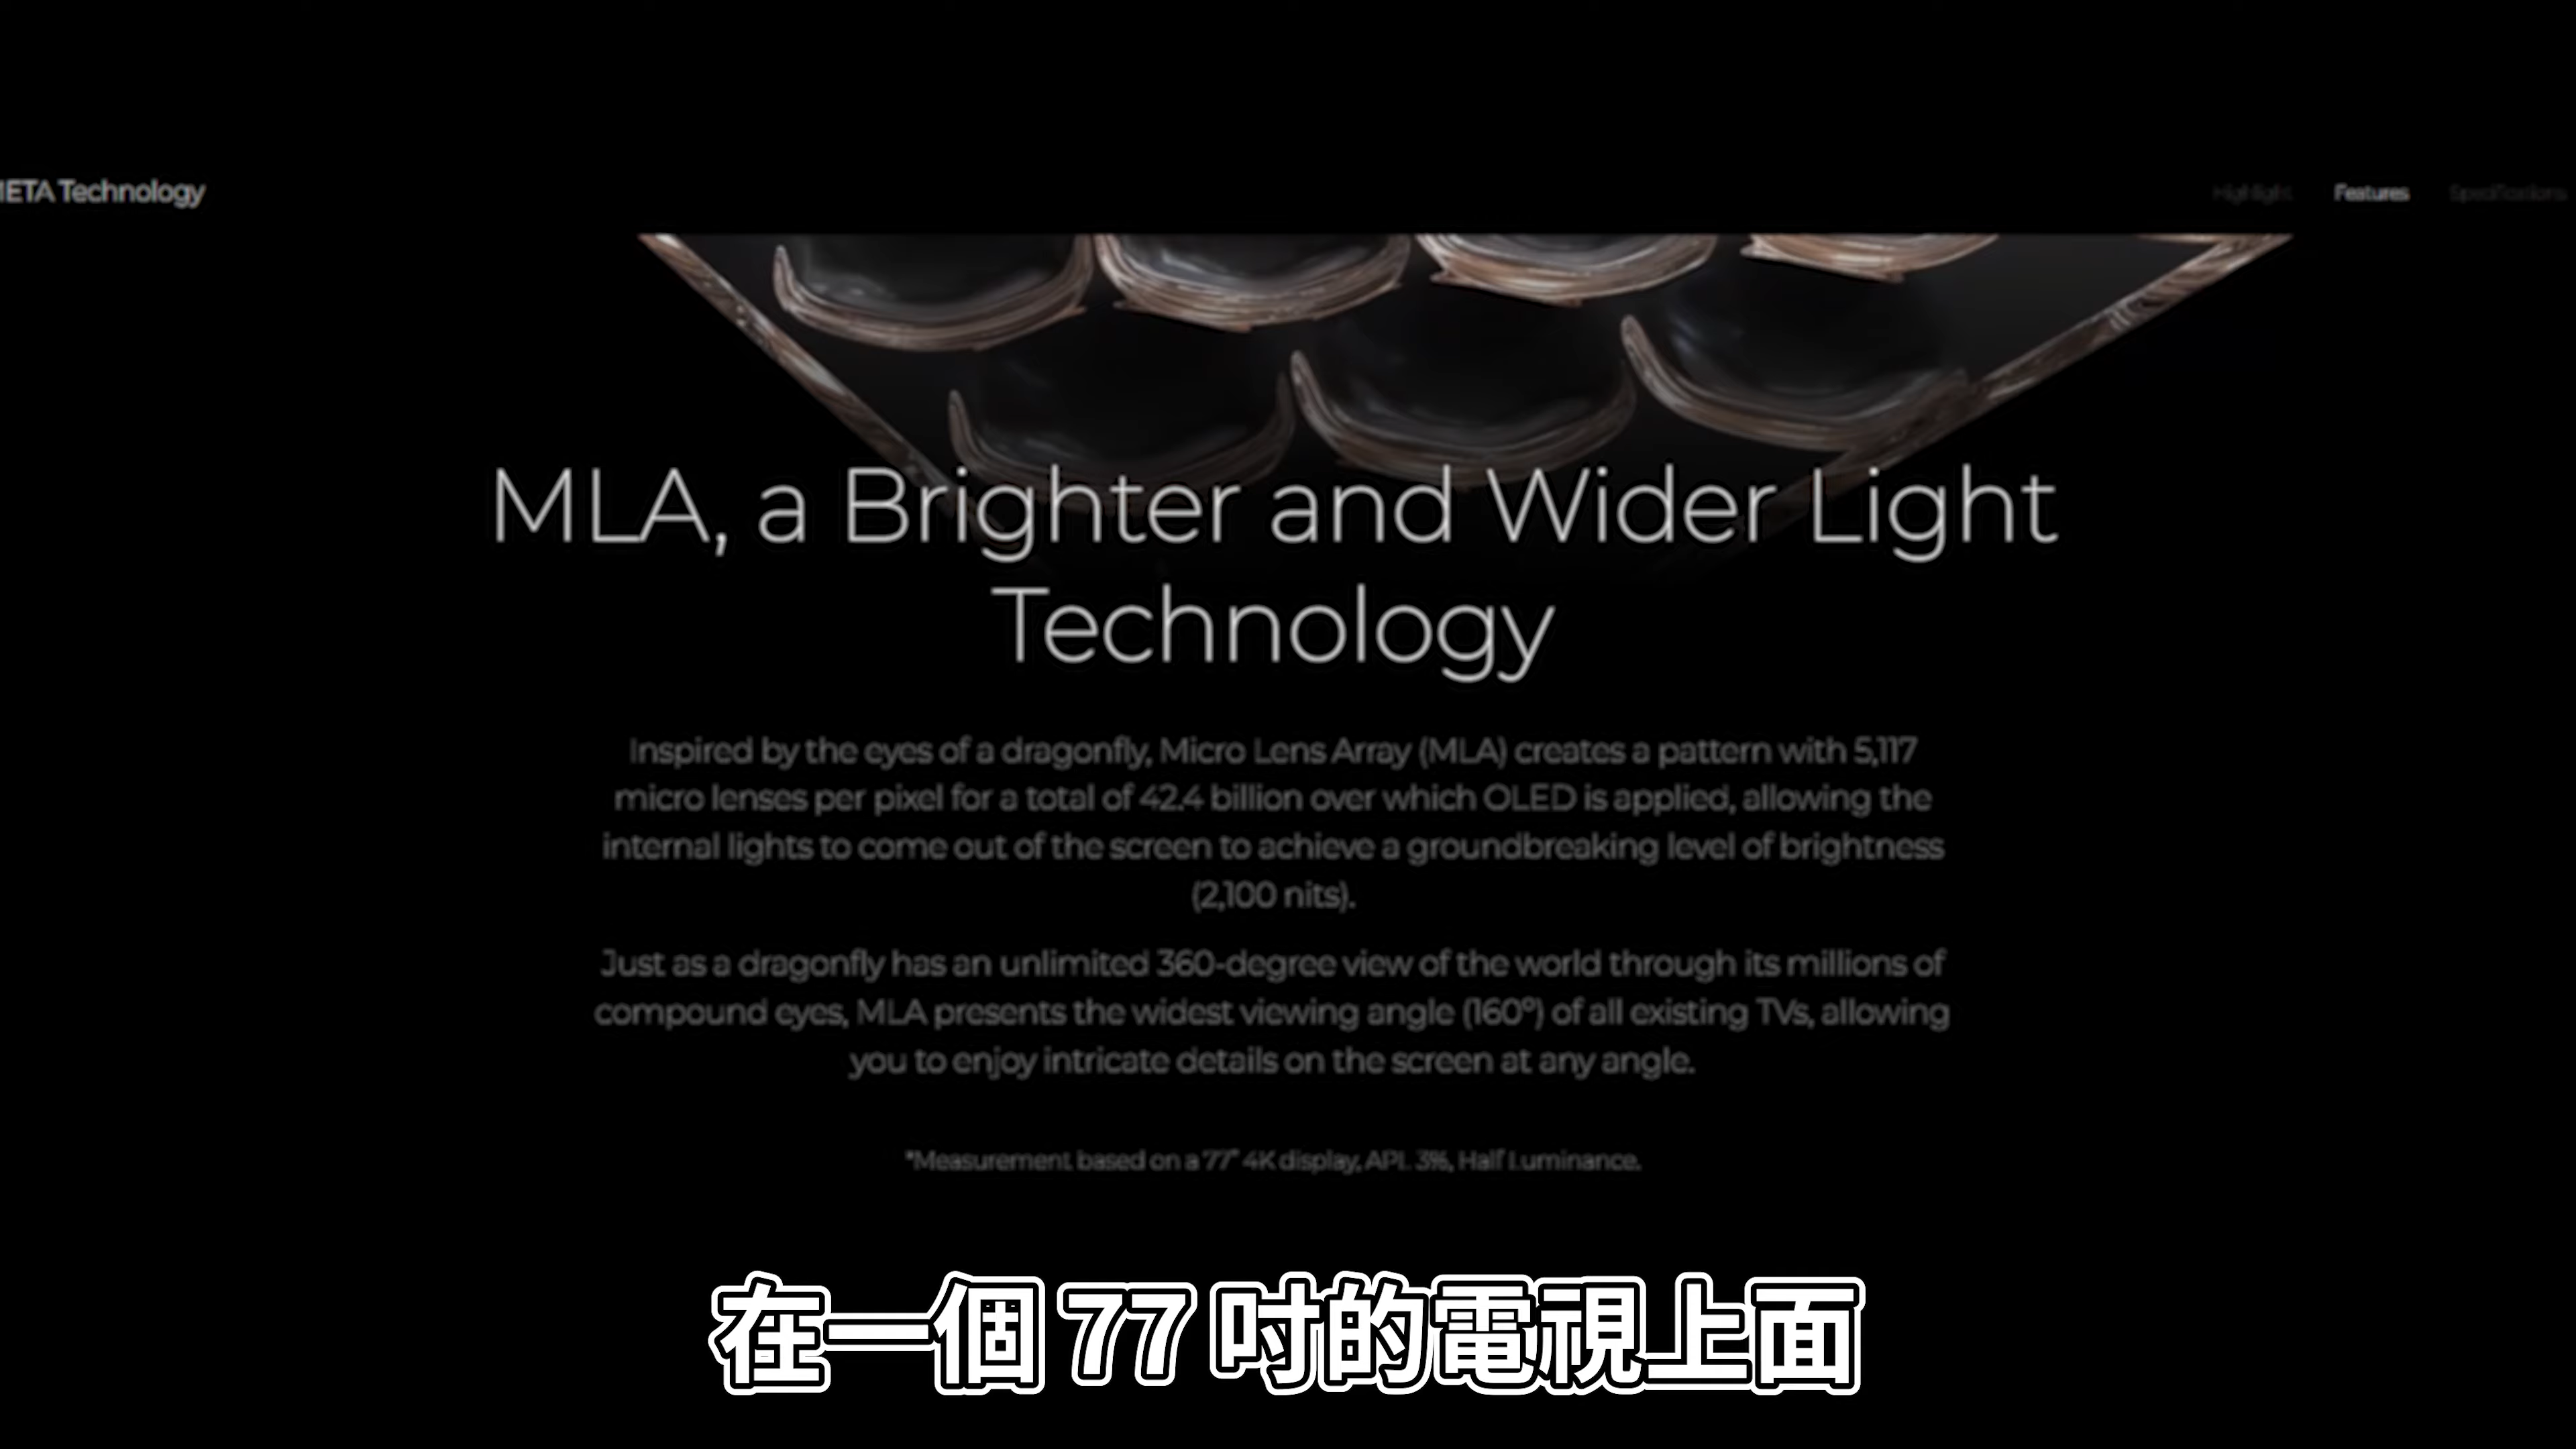 META Technology
Highlight Features Specifications
MLA, a Brighter and Wider Light
Technology
Inspired by the eyes of a dragonfly, Micro Lens Array (MLA) creates a pattern with 5,117
micro lenses per pixel for a total of 42.4 billion over which OLED is applied, allowing the
internal lights to come out of the screen to achieve a groundbreaking level of brightness
(2,100 nits).
Just as a dragonfly has an unlimited 360-degree view of the world through its millions of
compound eyes, MLA presents the widest viewing angle (160°) of all existing TVs, allowing
you to enjoy intricate details on the screen at any angle.
*Measurement based on a 77" 4K display, APL 3%, Half Luminance.
在一個 77 吋的電視上面